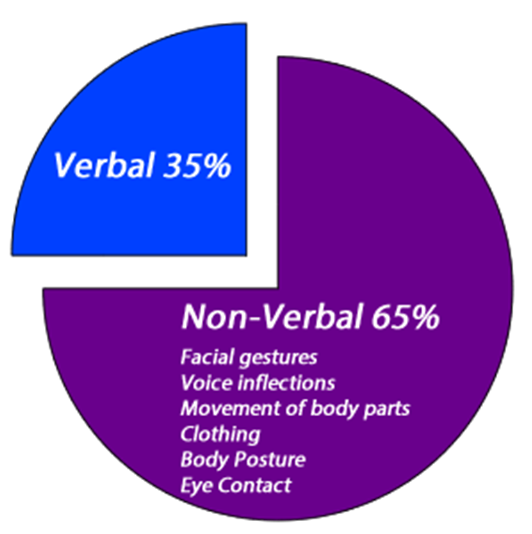 Verbal 35%
Non-Verbal 65%
Facial gestures
Voice inflections
Movement of body parts
Clothing
Body Posture
Eye Contact